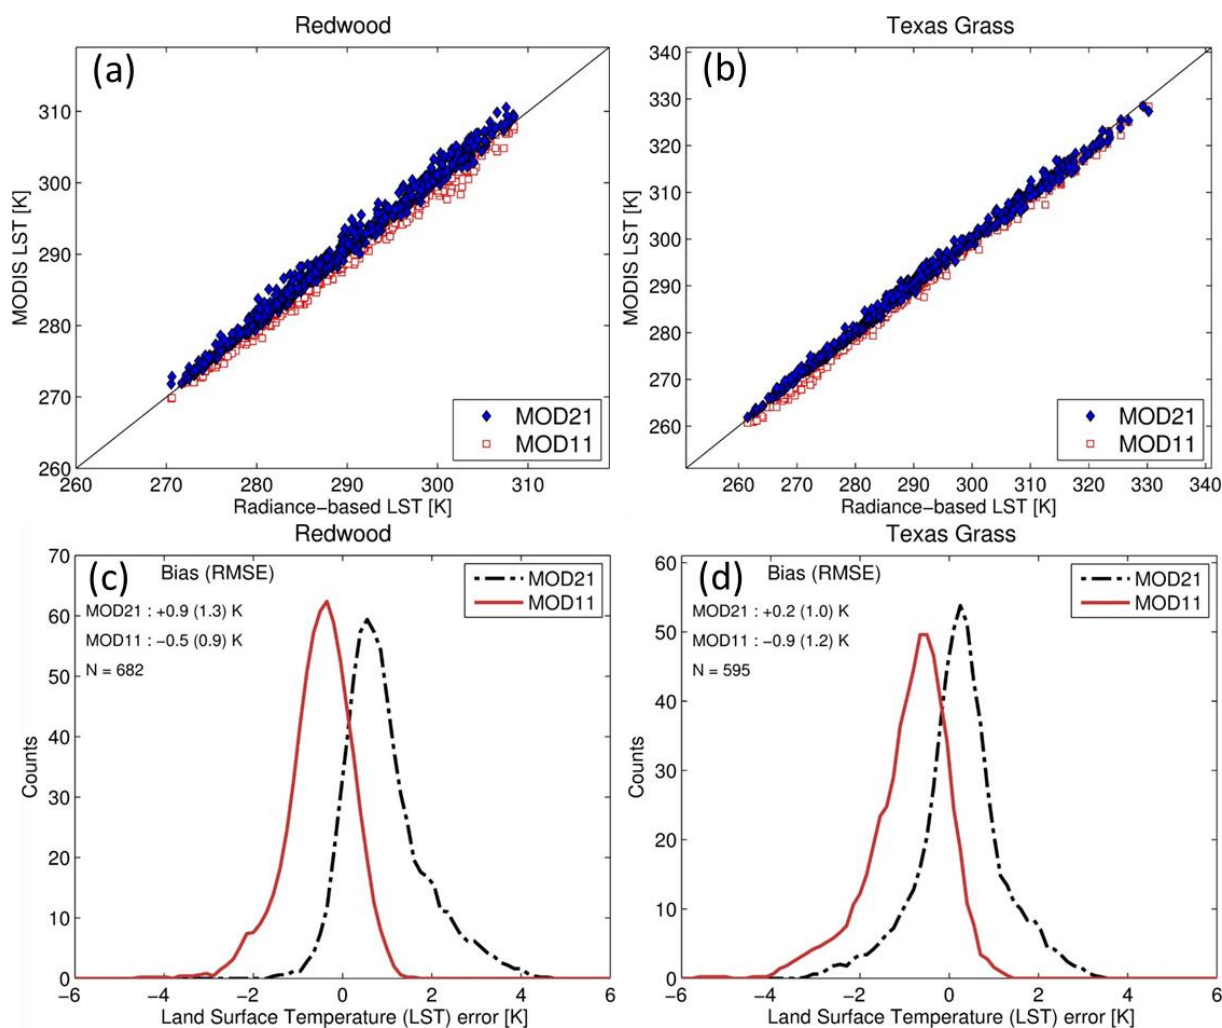 Redwood
(a)
MODIS LST [K]
310
300
290
280
270
260
260 270 280 290 300 310
Radiance−based LST [K]
MOD21
MOD11
Texas Grass
(b)
MODIS LST [K]
340
330
320
310
300
290
280
270
260
260 270 280 290 300 310 320 330 340
Radiance−based LST [K]
MOD21
MOD11
Redwood
(c)
Bias (RMSE)
MOD21 : +0.9 (1.3) K
MOD11 : −0.5 (0.9) K
N = 682
MOD21
MOD11
Counts
70
60
50
40
30
20
10
0
−6 −4 −2 0 2 4 6
Land Surface Temperature (LST) error [K]
Texas Grass
(d)
Bias (RMSE)
MOD21 : +0.2 (1.0) K
MOD11 : −0.9 (1.2) K
N = 595
MOD21
MOD11
Counts
60
50
40
30
20
10
0
−6 −4 −2 0 2 4 6
Land Surface Temperature (LST) error [K]